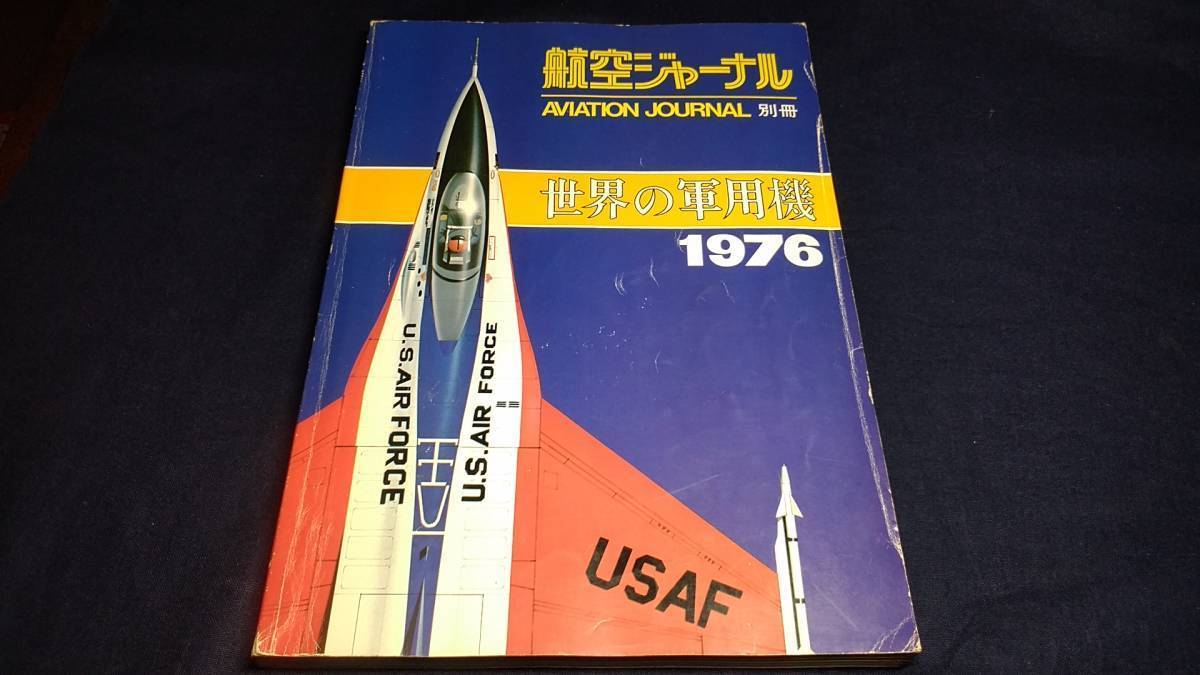 航空ジャーナル
AVIATION JOURNAL 別冊
世界の軍用機
1976
U.S.AIR FORCE
U.S.AIR FORCE
USAF